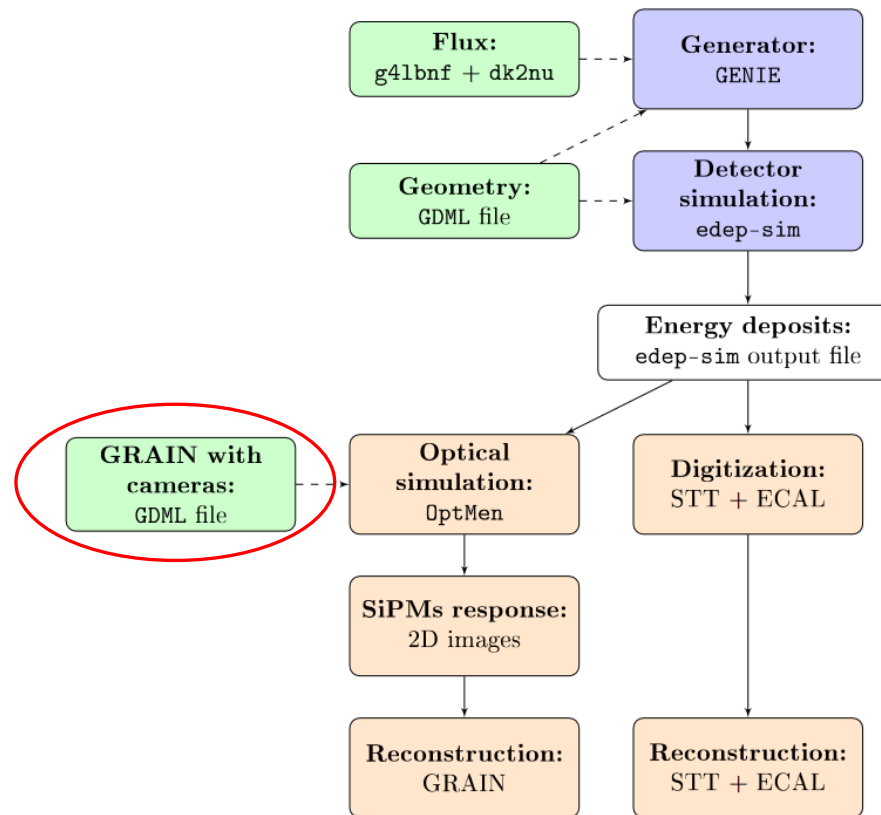 Flux:
g4lbnf + dk2nu
Generator:
GENIE
Geometry:
GDML file
Detector
simulation:
edep-sim
Energy deposits:
edep-sim output file
GRAIN with
cameras:
GDML file
Optical
simulation:
OptMen
Digitization:
STT + ECAL
SiPMs response:
2D images
Reconstruction:
GRAIN
Reconstruction:
STT + ECAL